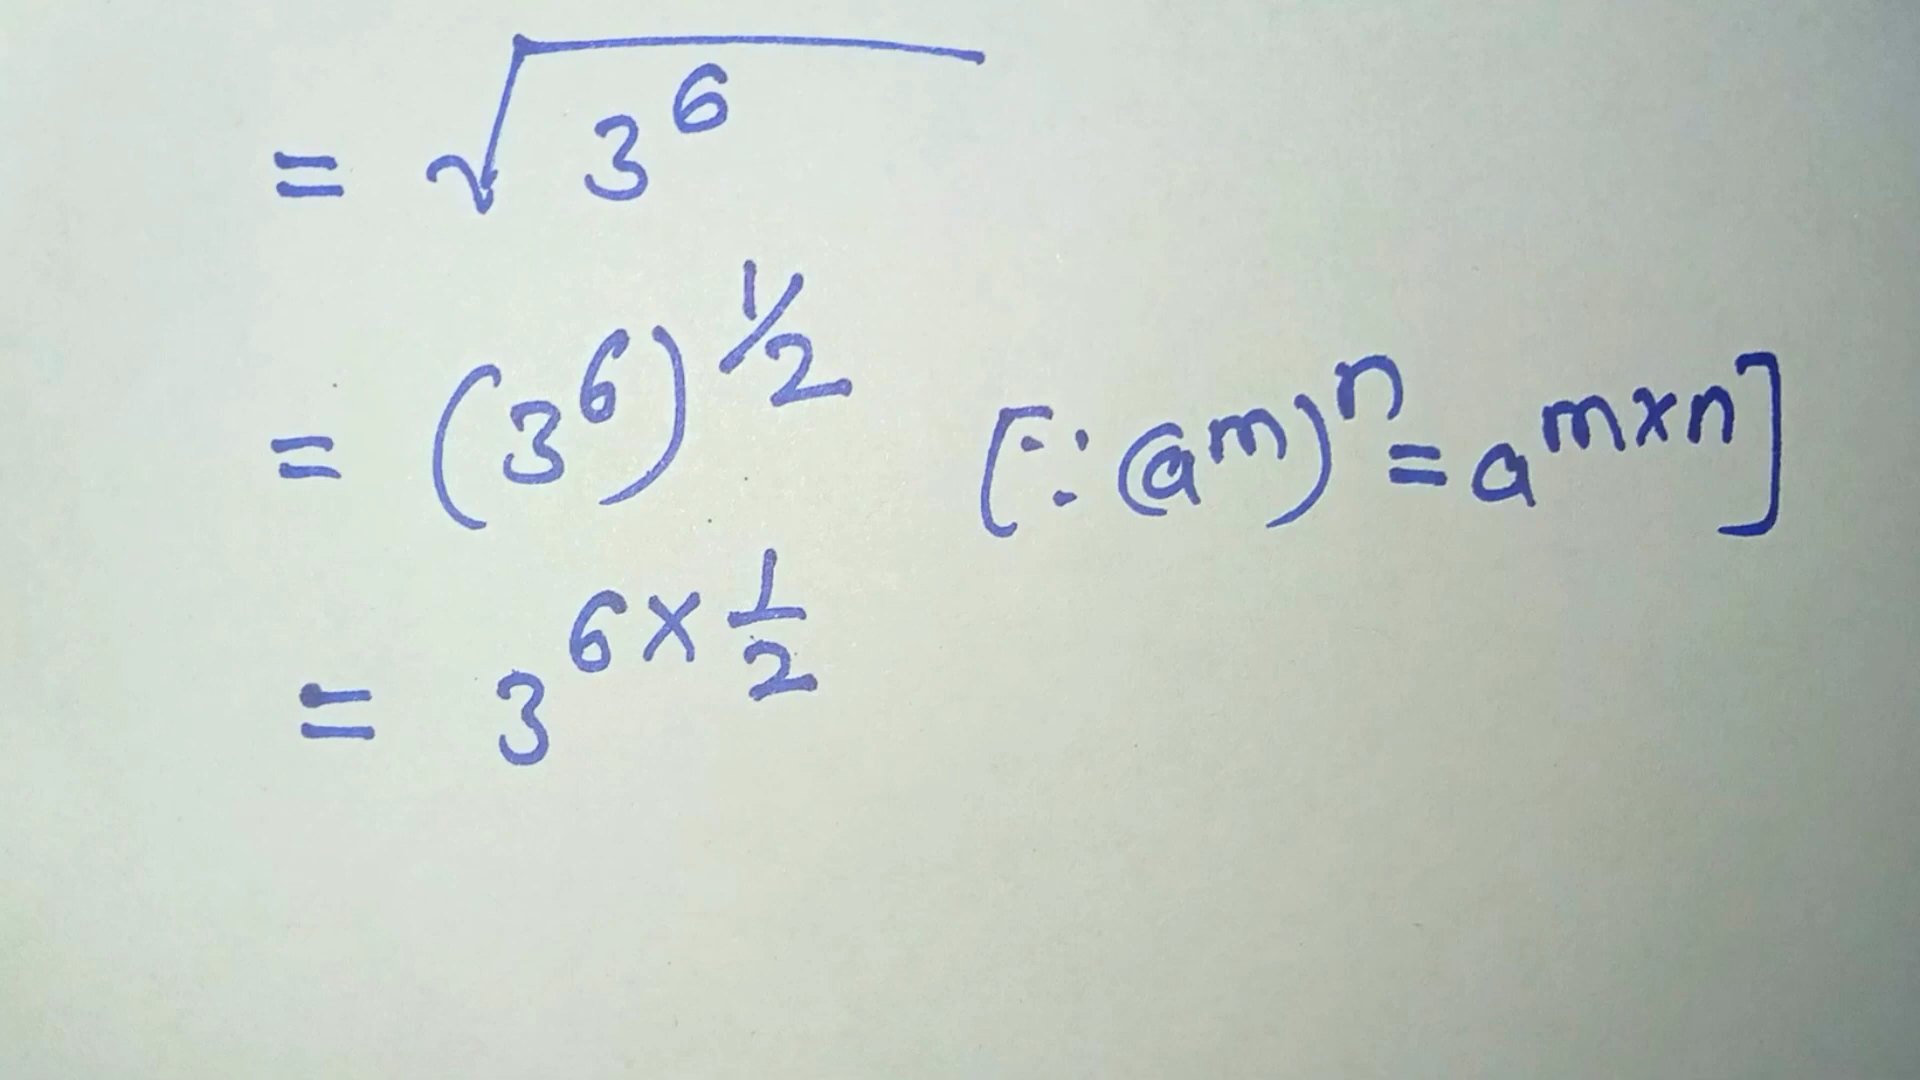 = √3⁶
= (3⁶)^1/2 [∵ (a^m)^n = a^m×n]
= 3^6×1/2